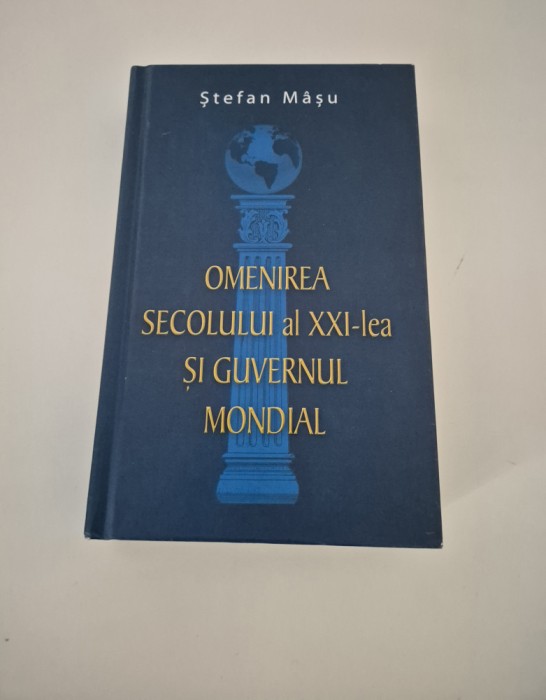 Ștefan Mâșu
OMENIREA
SECOLULUI al XXI-lea
ȘI GUVERNUL
MONDIAL